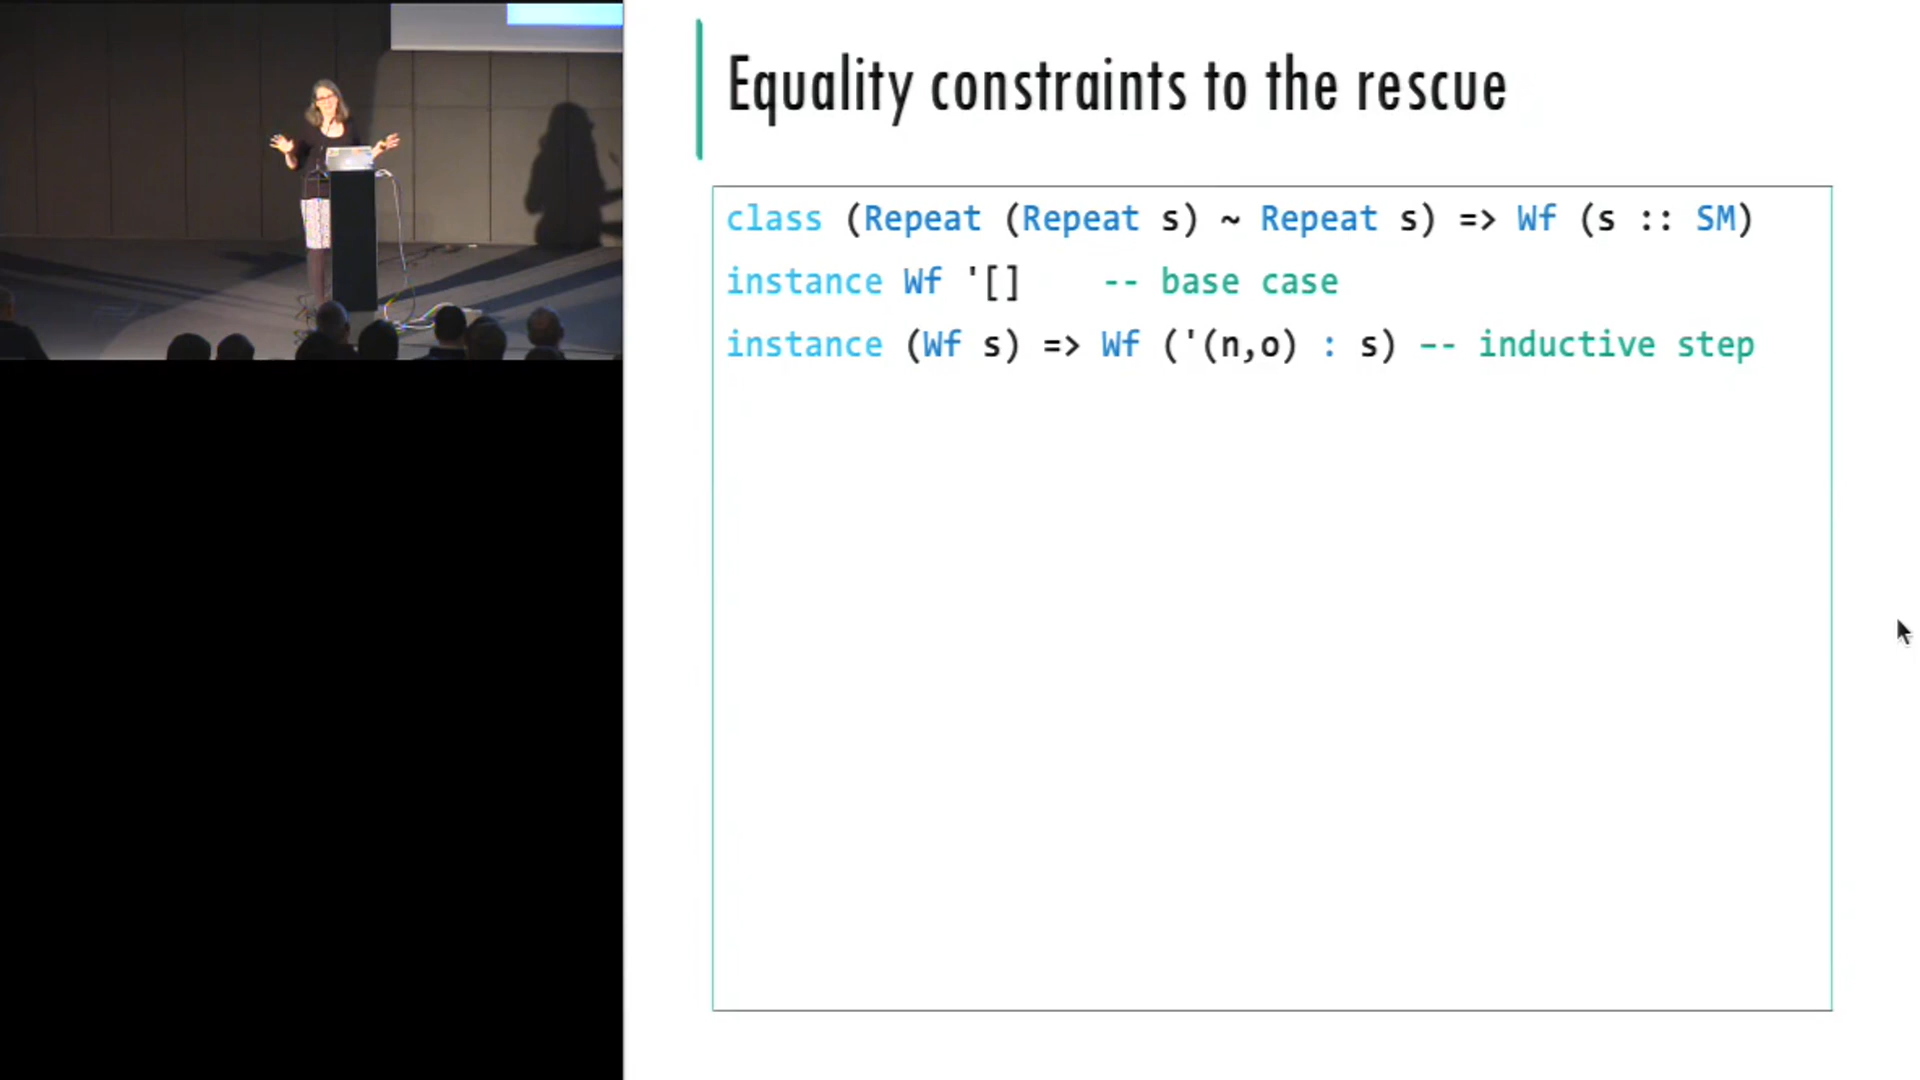 Equality constraints to the rescue
class (Repeat (Repeat s) ~ Repeat s) => Wf (s :: SM)
instance Wf '[]    -- base case
instance (Wf s) => Wf ('(n,o) : s) -- inductive step